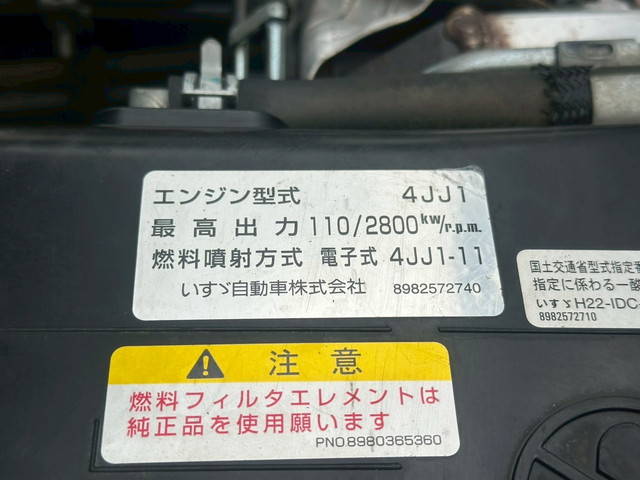 エンジン型式 4JJ1
最高出力 110/2800kw/r.p.m.
燃料噴射方式 電子式 4JJ1-11
いすゞ自動車株式会社 8982572740
国土交通省型式指定
指定に係わる一酸
いすゞH22-IDC-
8982572710
注意
燃料フィルタエレメントは
純正品を使用願います
PNO8980365360